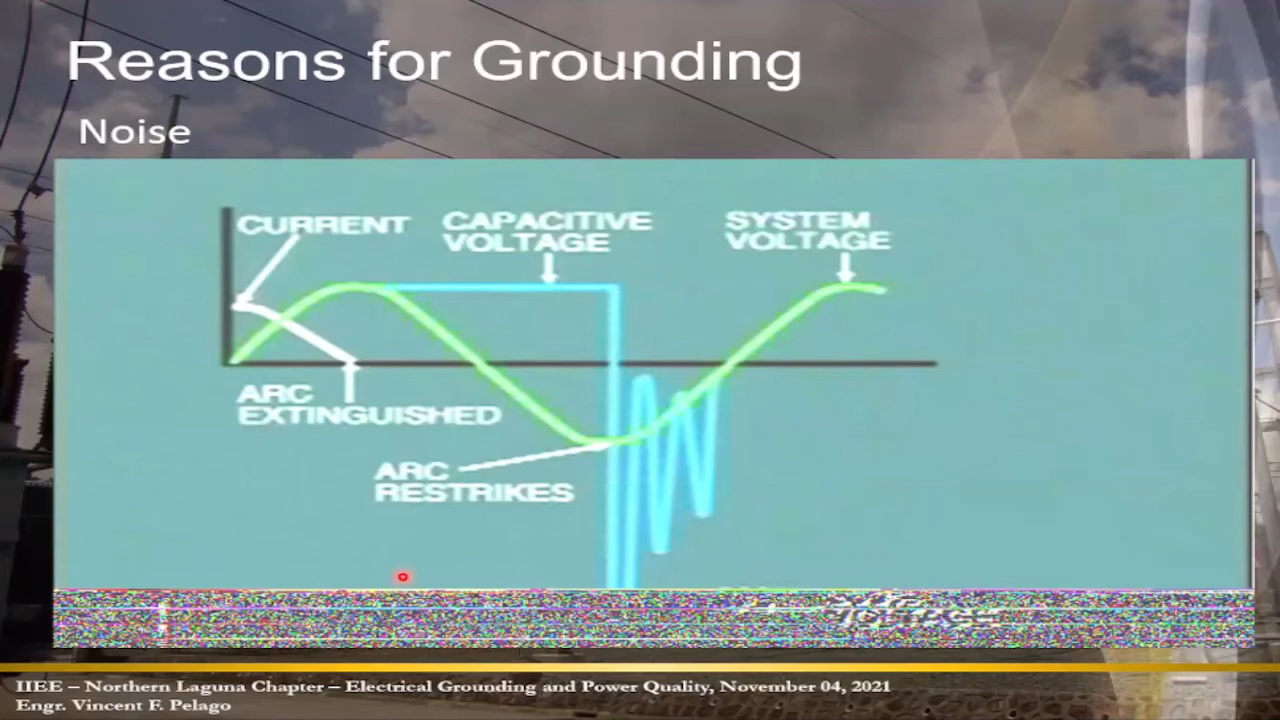 Reasons for Grounding
Noise
CURRENT
CAPACITIVE
VOLTAGE
SYSTEM
VOLTAGE
ARC
EXTINGUISHED
ARC
RESTRIKES
IIEE – Northern Laguna Chapter – Electrical Grounding and Power Quality, November 04, 2021
Engr. Vincent F. Pelago